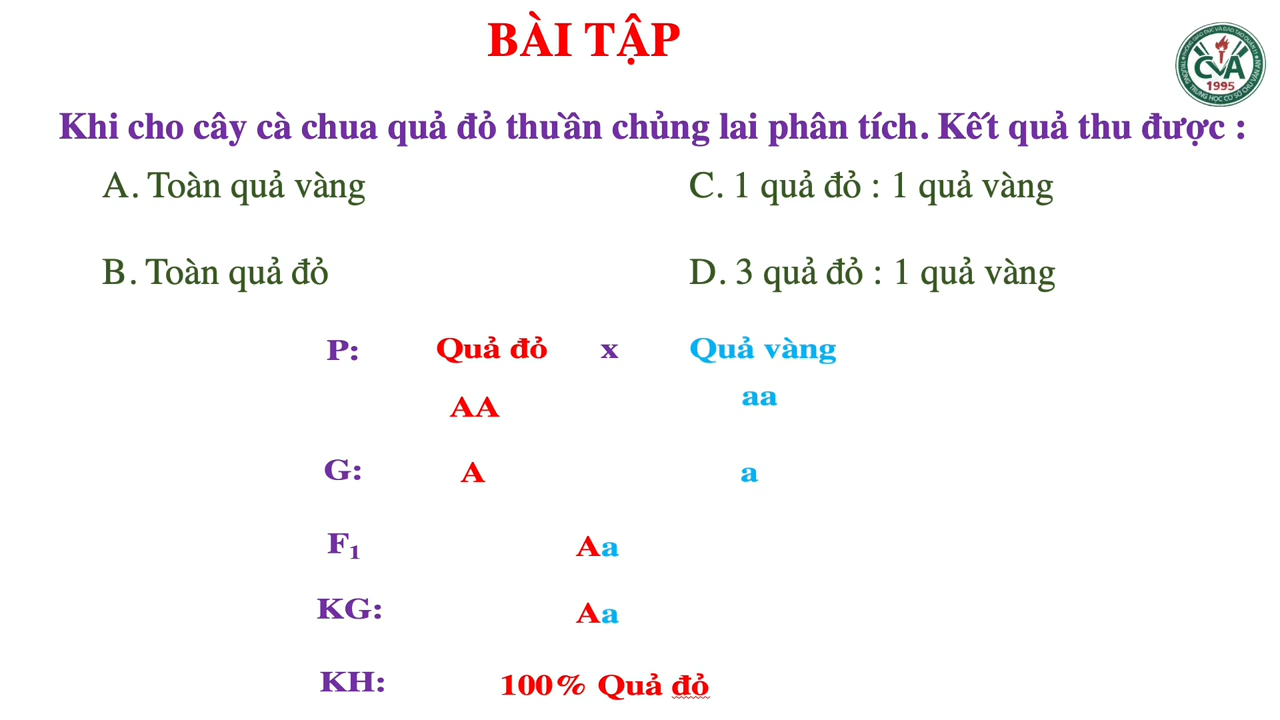 BÀI TẬP
CVA
1995
Khi cho cây cà chua quả đỏ thuần chủng lai phân tích. Kết quả thu được :
A. Toàn quả vàng
C. 1 quả đỏ : 1 quả vàng
B. Toàn quả đỏ
D. 3 quả đỏ : 1 quả vàng
P: Quả đỏ x Quả vàng
AA aa
G: A a
F₁ Aa
KG: Aa
KH: 100% Quả đỏ